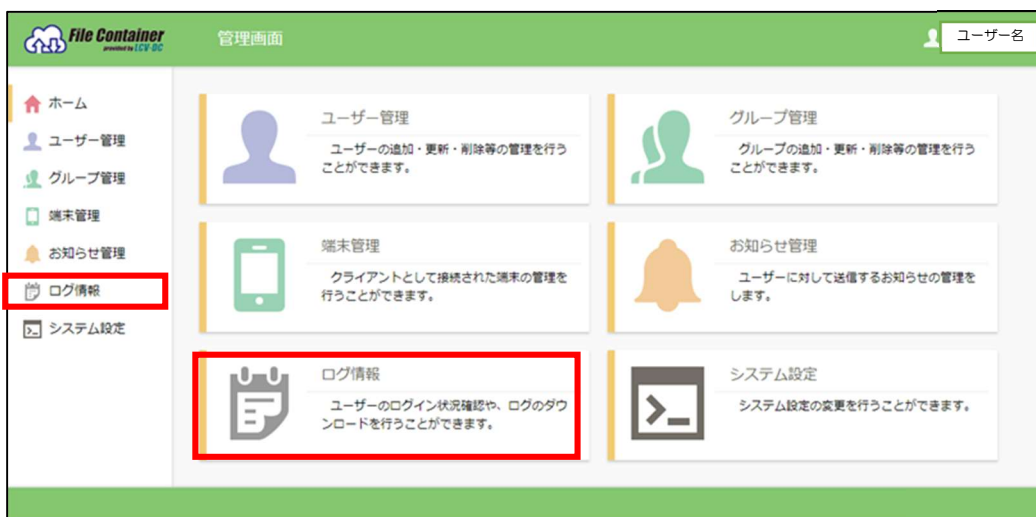 File Container
provided by LCV-DC
管理画面
ユーザー名
ホーム
ユーザー管理
グループ管理
端末管理
お知らせ管理
ログ情報
システム設定
ユーザー管理
ユーザーの追加・更新・削除等の管理を行う
ことができます。
グループ管理
グループの追加・更新・削除等の管理を行う
ことができます。
端末管理
クライアントとして接続された端末の管理を
行うことができます。
お知らせ管理
ユーザーに対して送信するお知らせの管理を
します。
ログ情報
ユーザーのログイン状況確認や、ログのダウ
ンロードを行うことができます。
システム設定
システム設定の変更を行うことができます。